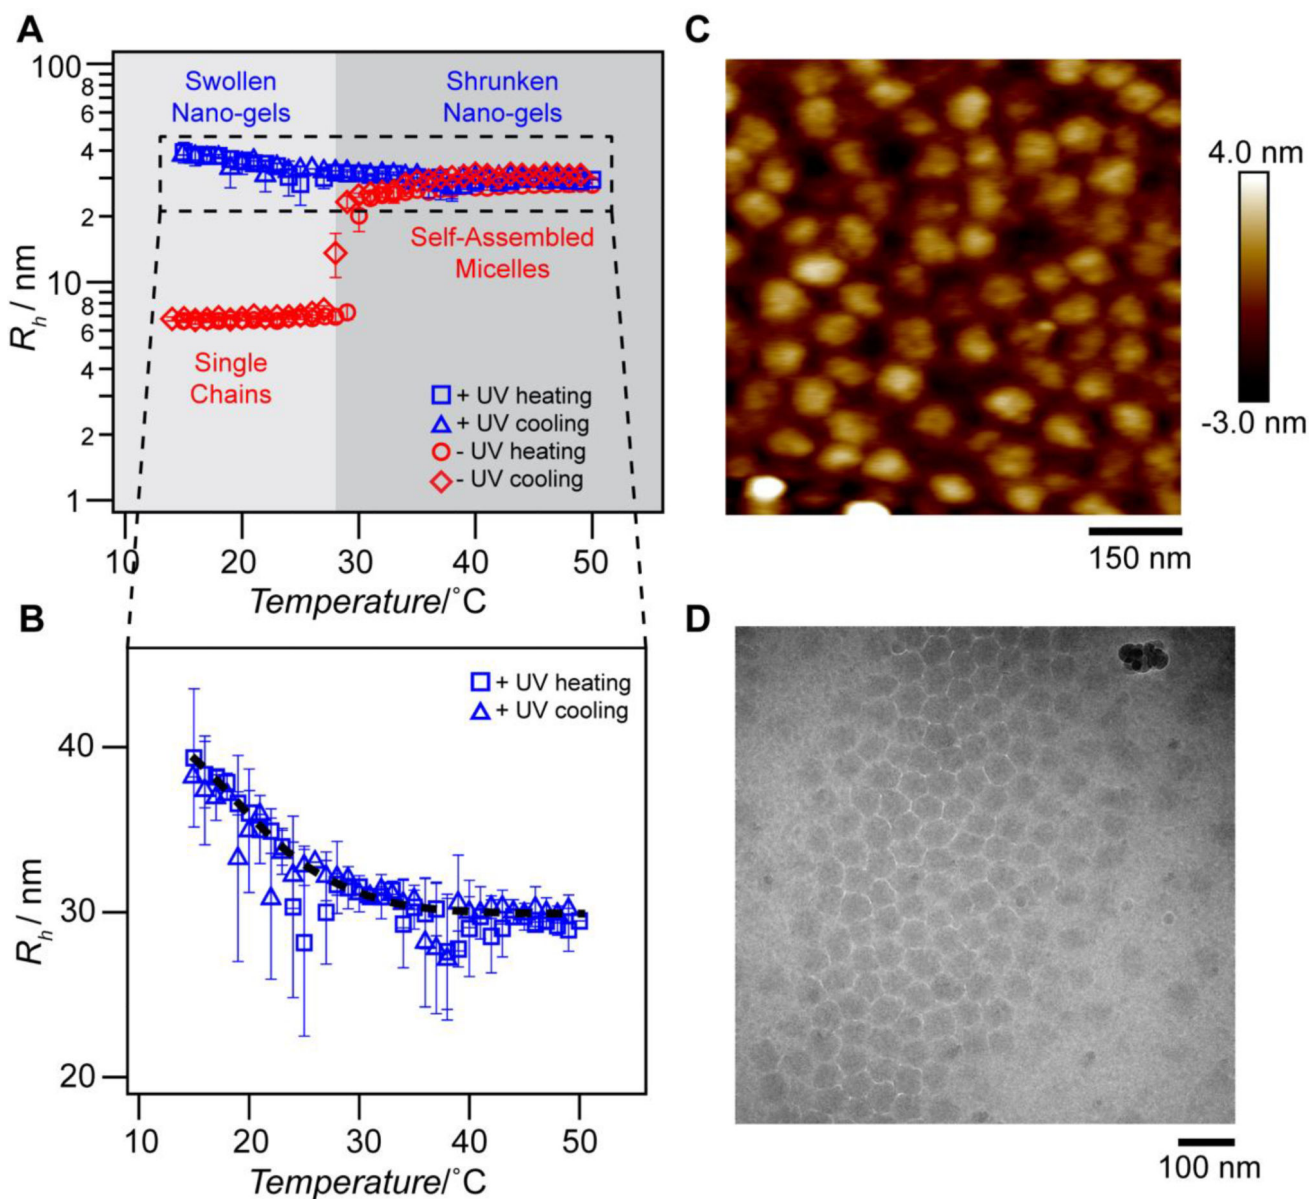 A
Swollen
Nano-gels
Shrunken
Nano-gels
100
8
6
4
2
10
8
6
4
2
1
R_h / nm
Single
Chains
Self-Assembled
Micelles
+ UV heating
+ UV cooling
- UV heating
- UV cooling
10
20
30
40
50
Temperature/˚C
B
+ UV heating
+ UV cooling
40
30
20
R_h / nm
10
20
30
40
50
Temperature/˚C
C
4.0 nm
-3.0 nm
150 nm
D
100 nm